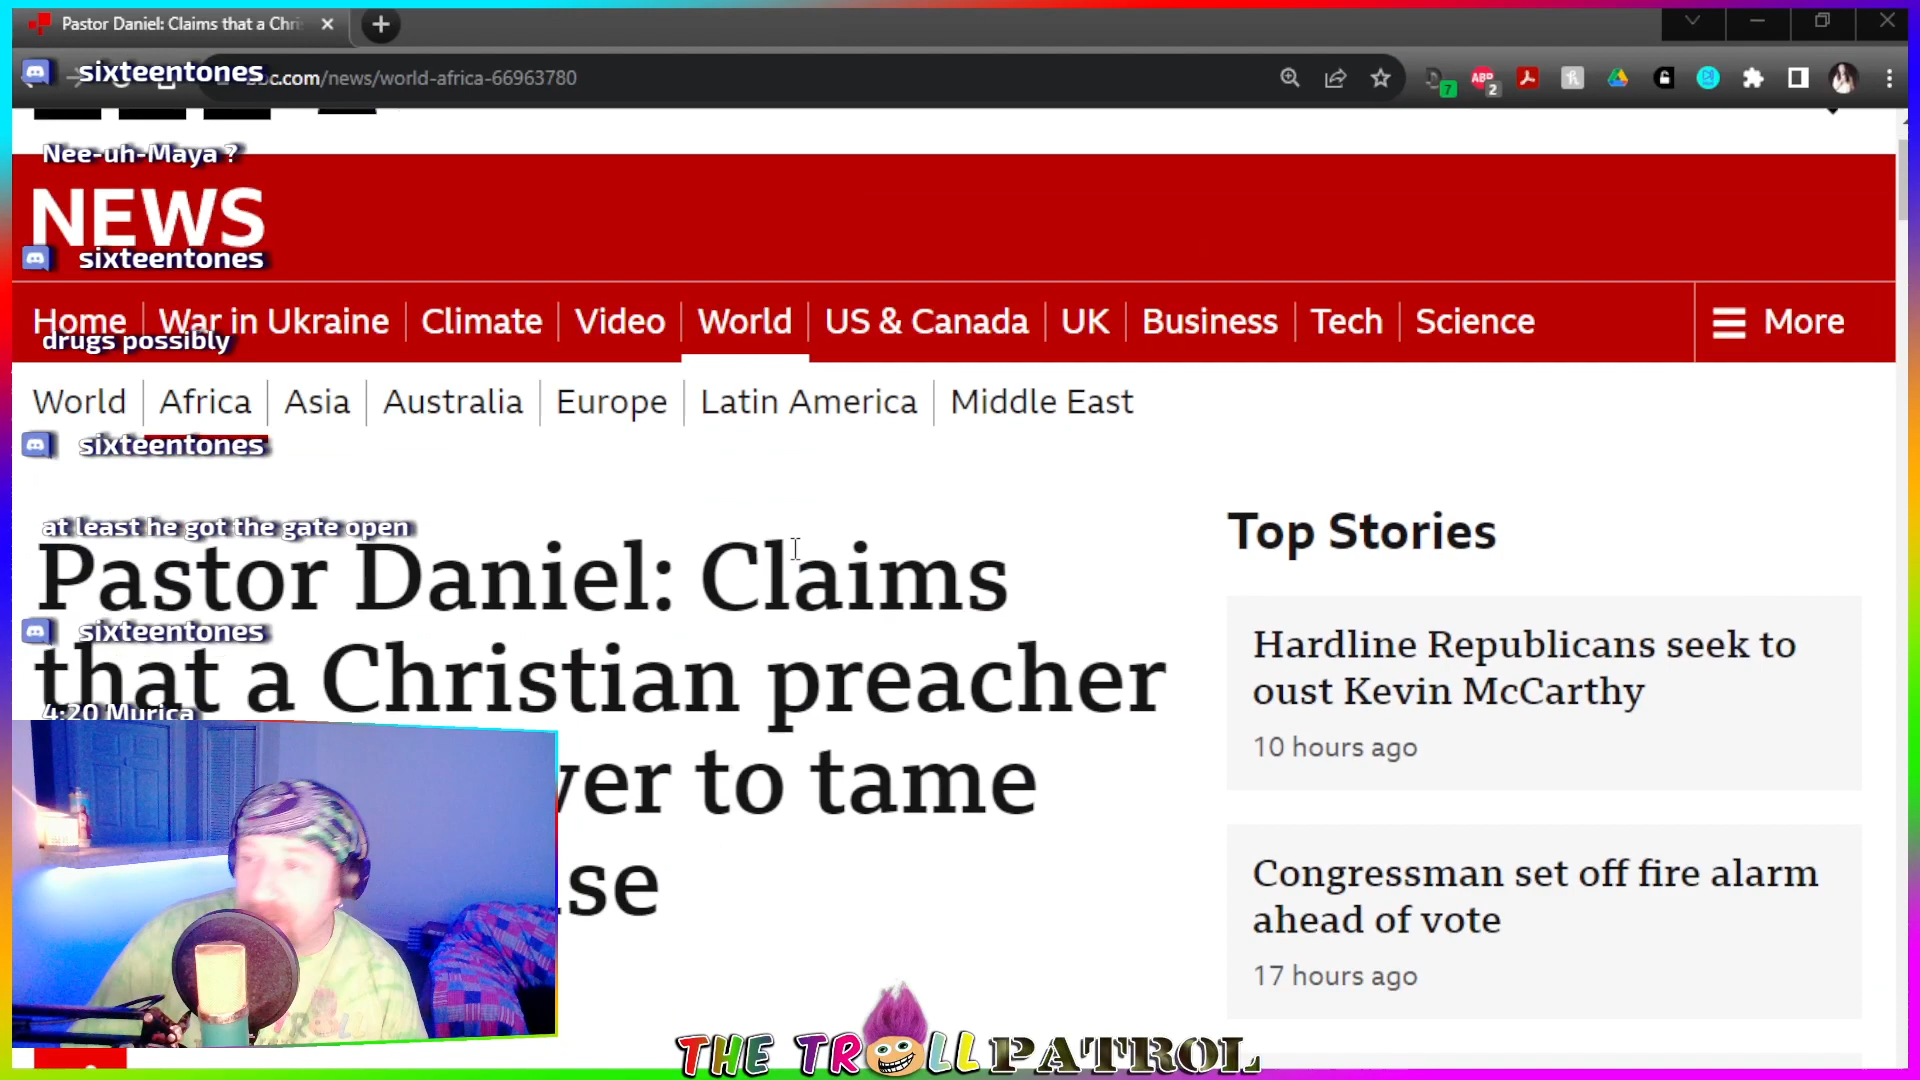 Pastor Daniel: Claims that a Chri
sixteentones
bc.com/news/world-africa-66963780
7
ABP
2
Nee-uh-Maya ?
NEWS
sixteentones
Home War in Ukraine Climate Video World US & Canada UK Business Tech Science More
drugs possibly
World Africa Asia Australia Europe Latin America Middle East
sixteentones
at least he got the gate open
Pastor Daniel: Claims
sixteentones
that a Christian preacher
4:20 Murica
to tame
Top Stories
Hardline Republicans seek to
oust Kevin McCarthy
10 hours ago
Congressman set off fire alarm
ahead of vote
17 hours ago
THE TROLL PATROL